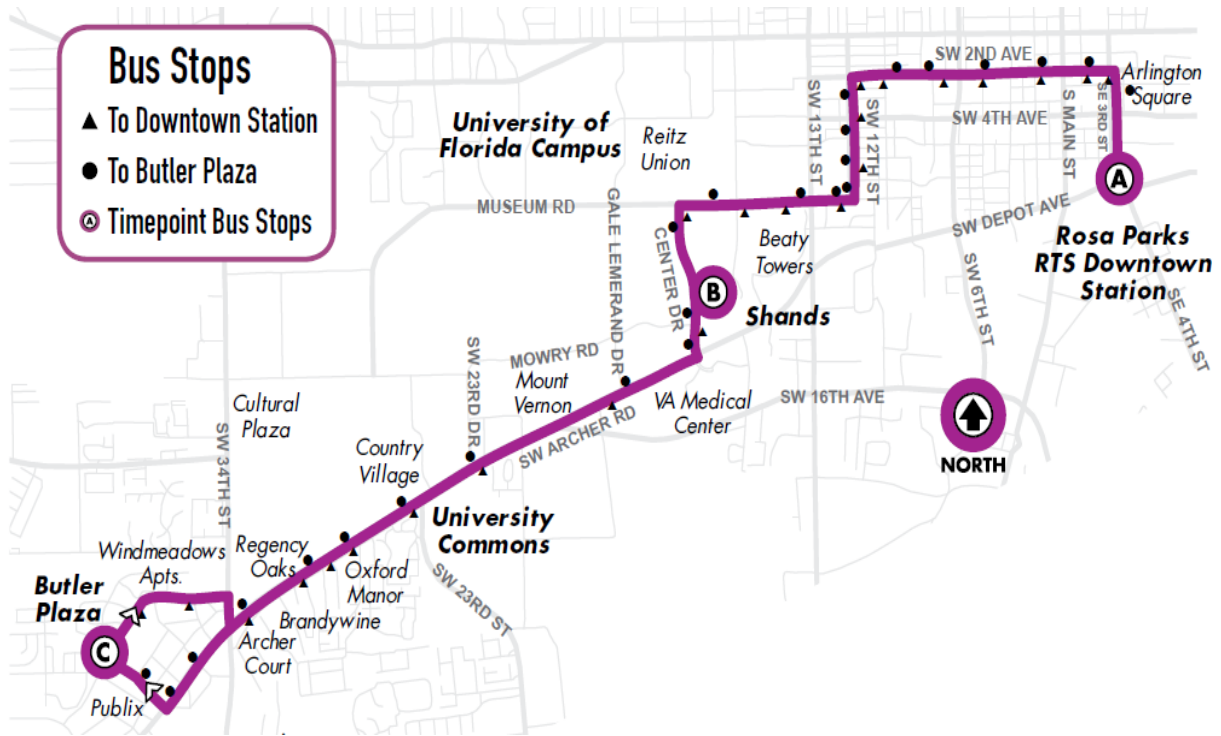 Bus Stops
To Downtown Station
To Butler Plaza
A Timepoint Bus Stops
SW 2ND AVE
Arlington
Square
SW 13TH ST
SW 12TH ST
S MAIN ST
SE 3RD ST
SW 4TH AVE
University of
Florida Campus
Reitz
Union
A
MUSEUM RD
GALE LEMERAND DR
CENTER DR
SW DEPOT AVE
Beaty
Towers
Rosa Parks
RTS Downtown
Station
B
Shands
SW 6TH ST
SE 4TH ST
SW 23RD DR
MOWRY RD
Mount
Vernon
VA Medical
Center
SW 16TH AVE
SW ARCHER RD
NORTH
Cultural
Plaza
SW 34TH ST
Country
Village
University
Commons
Windmeadows
Apts.
Regency
Oaks
Oxford
Manor
SW 23RD ST
Butler
Plaza
Brandywine
C
Archer
Court
Publix